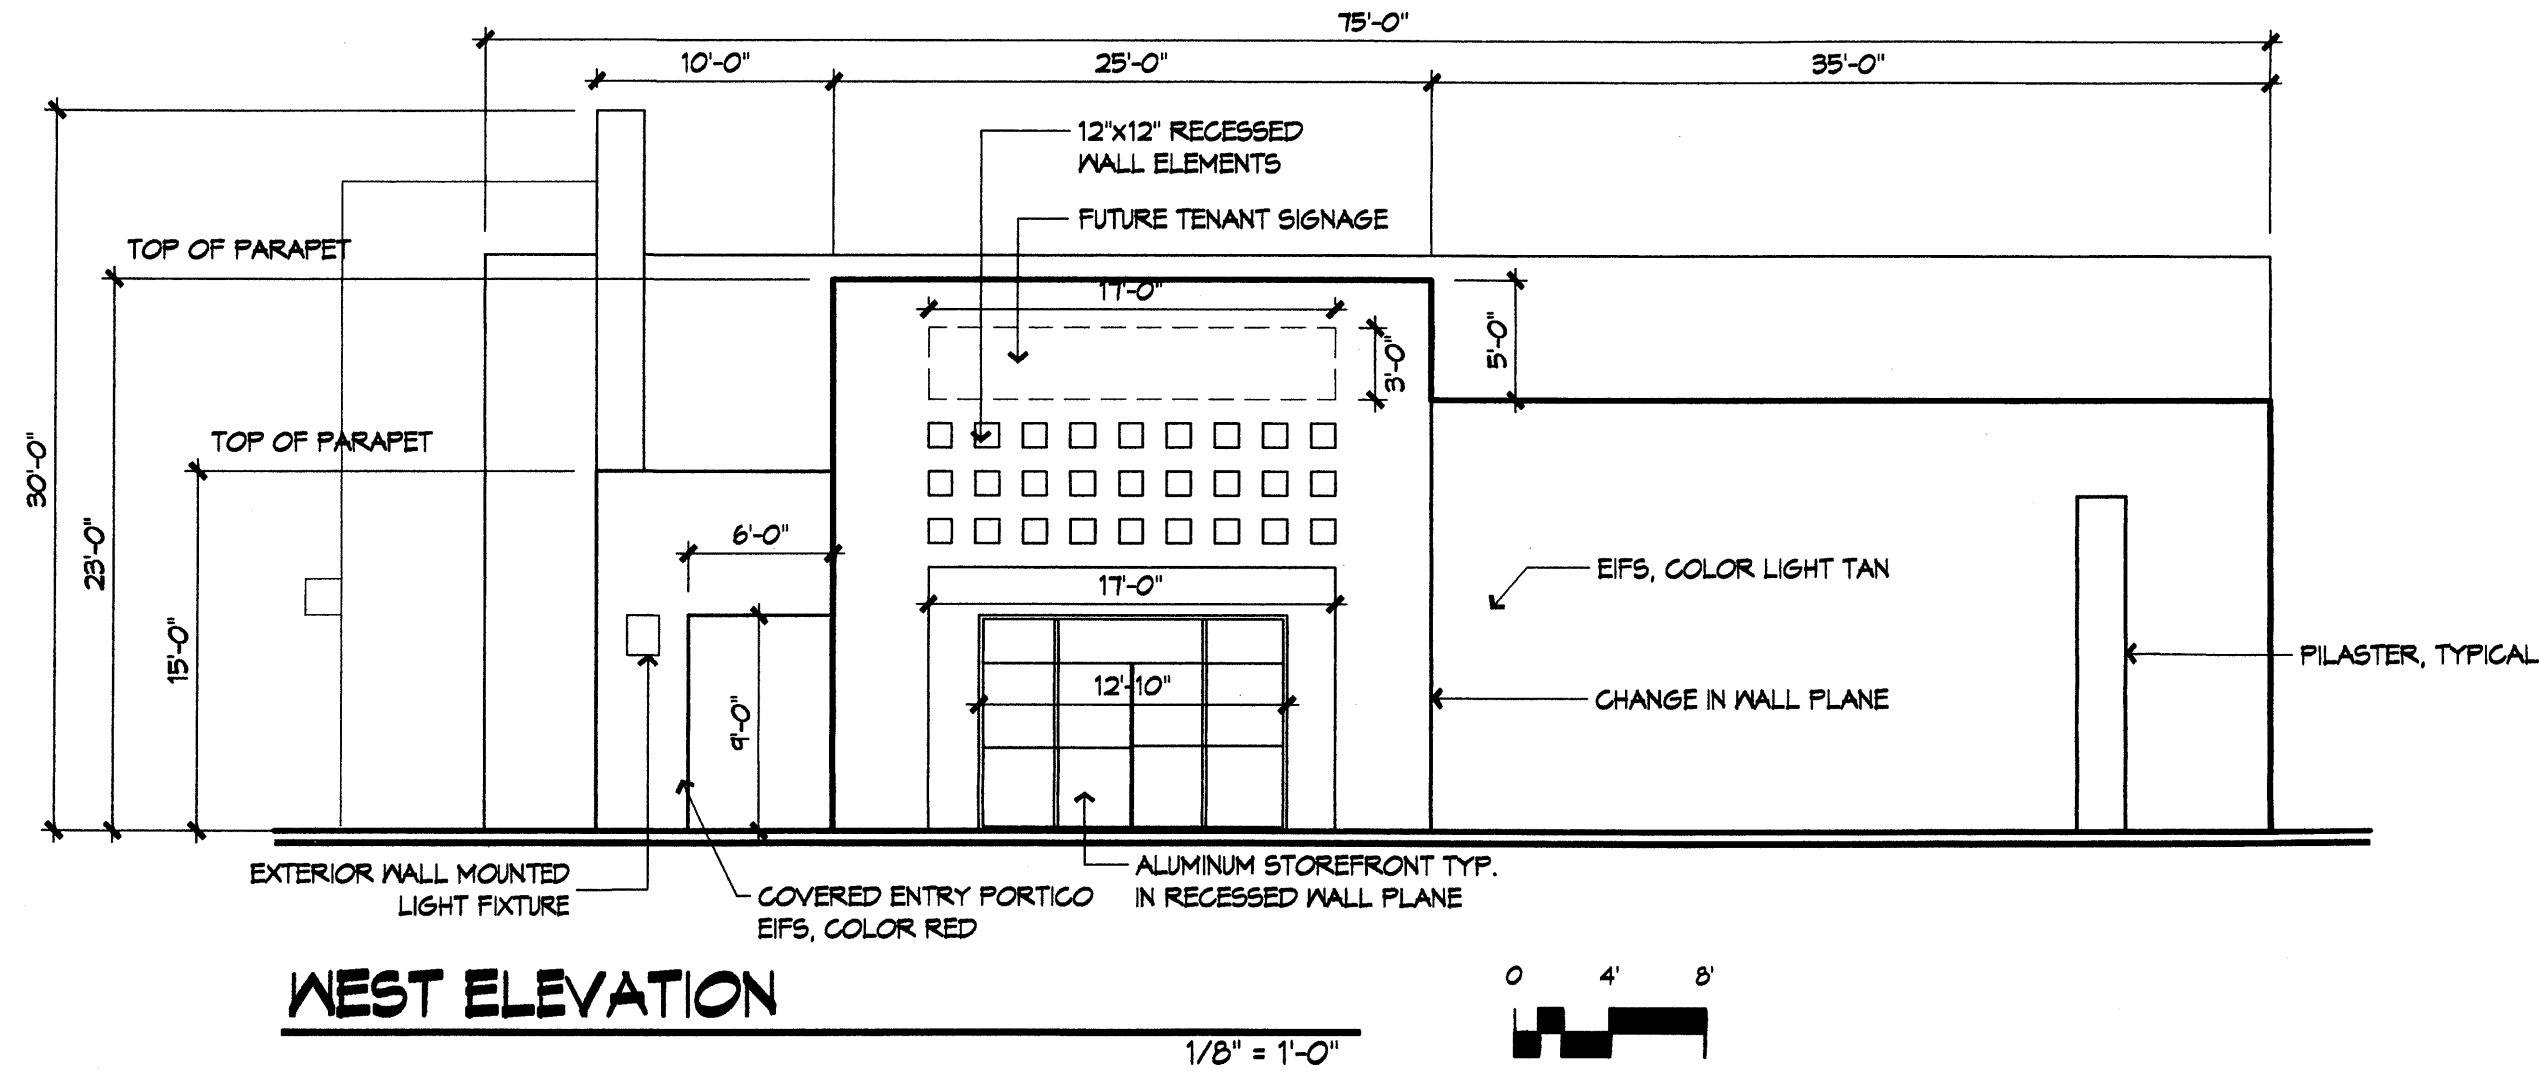 75'-0"
10'-0"
25'-0"
35'-0"
12"x12" RECESSED
WALL ELEMENTS
FUTURE TENANT SIGNAGE
TOP OF PARAPET
17'-0"
5'-0"
3'-0"
TOP OF PARAPET
30'-0"
23'-0"
15'-0"
6'-0"
17'-0"
EIFS, COLOR LIGHT TAN
PILASTER, TYPICAL
12'-10"
CHANGE IN WALL PLANE
9'-0"
EXTERIOR WALL MOUNTED
LIGHT FIXTURE
COVERED ENTRY PORTICO
EIFS, COLOR RED
ALUMINUM STOREFRONT TYP.
IN RECESSED WALL PLANE
WEST ELEVATION
1/8" = 1'-0"
0 4' 8'